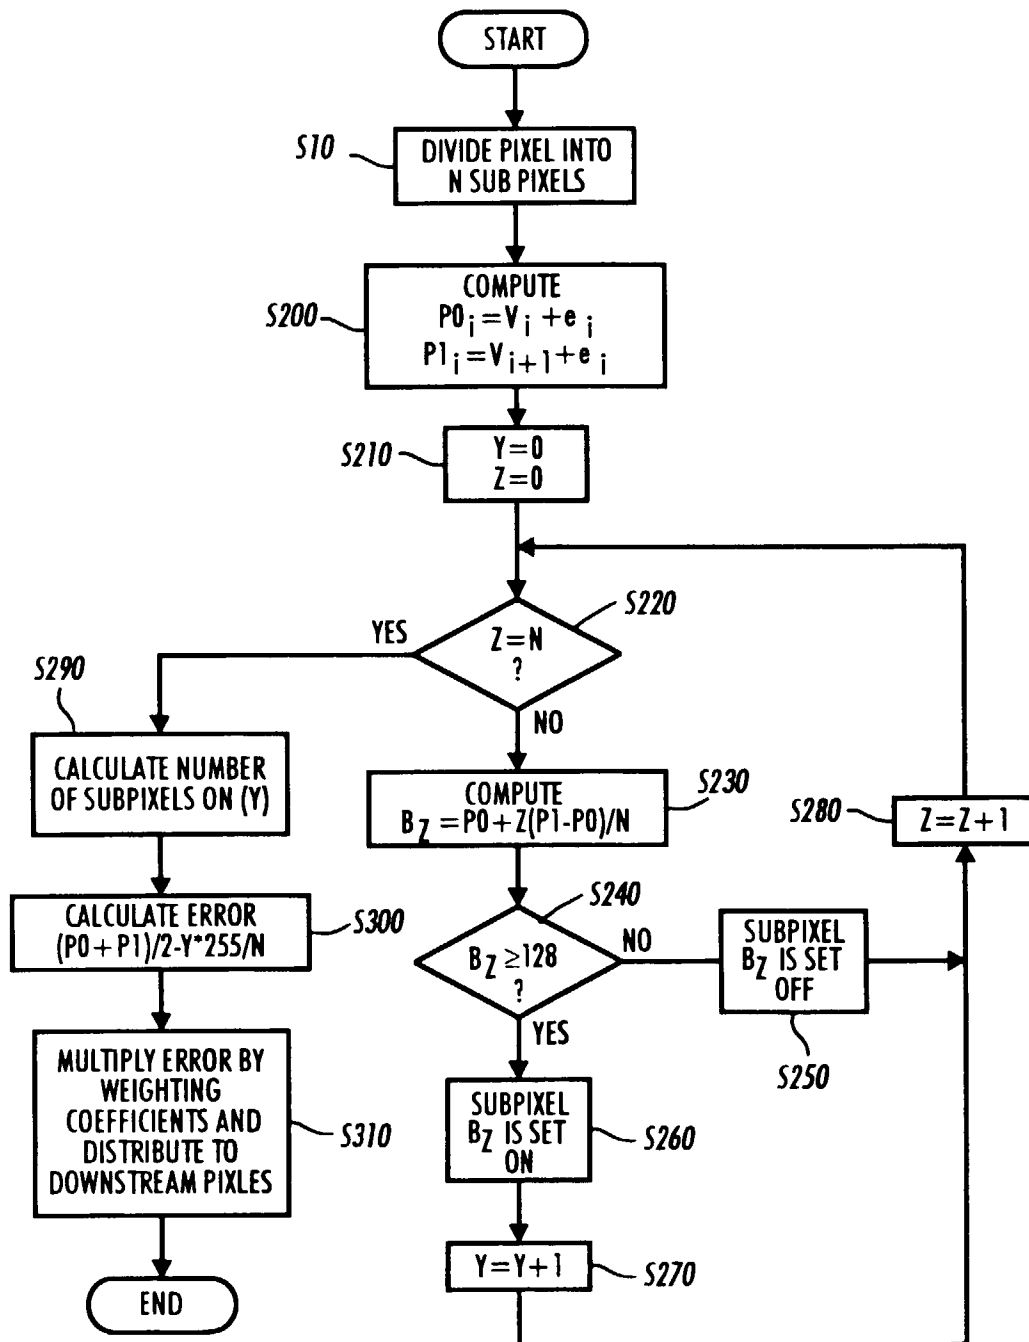 START
S10
DIVIDE PIXEL INTO
N SUB PIXELS
S200
COMPUTE
P0i=Vi+ei
P1i=Vi+1+ei
S210
Y=0
Z=0
S220
Z=N
?
YES
NO
S290
CALCULATE NUMBER
OF SUBPIXELS ON (Y)
S230
COMPUTE
BZ=P0+Z(P1-P0)/N
S280
Z=Z+1
S300
CALCULATE ERROR
(P0+P1)/2-Y*255/N
S240
BZ≥128
?
NO
YES
SUBPIXEL
BZ IS SET
OFF
S250
MULTIPLY ERROR BY
WEIGHTING
COEFFICIENTS AND
DISTRIBUTE TO
DOWNSTREAM PIXLES
S310
SUBPIXEL
BZ IS SET
ON
S260
Y=Y+1
S270
END